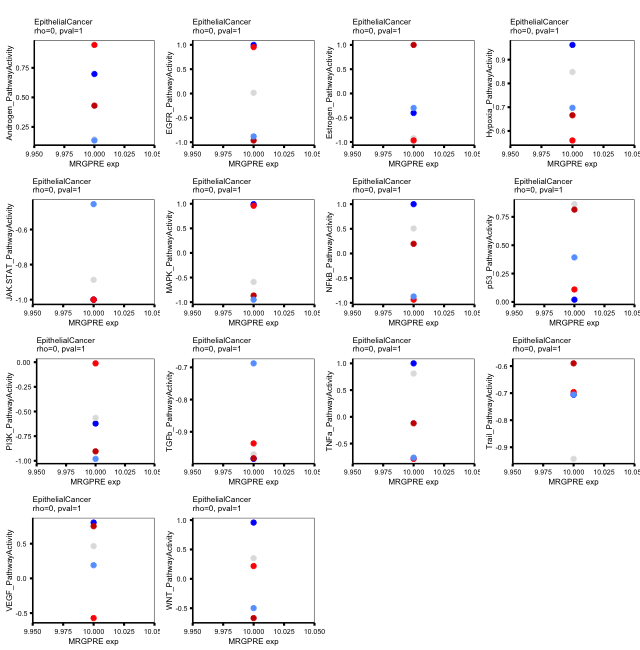 EpithelialCancer
rho=0, pval=1
Androgen_PathwayActivity
0.75
0.50
0.25
9.950 9.975 10.000 10.025 10.05
MRGPRE exp
EpithelialCancer
rho=0, pval=1
EGFR_PathwayActivity
1.0
0.5
0.0
-0.5
-1.0
9.950 9.975 10.000 10.025 10.05
MRGPRE exp
EpithelialCancer
rho=0, pval=1
Estrogen_PathwayActivity
1.0
0.5
0.0
-0.5
-1.0
9.950 9.975 10.000 10.025 10.05
MRGPRE exp
EpithelialCancer
rho=0, pval=1
Hypoxia_PathwayActivity
0.9
0.8
0.7
0.6
9.950 9.975 10.000 10.025 10.05
MRGPRE exp
EpithelialCancer
rho=0, pval=1
JAK.STAT_PathwayActivity
-0.6
-0.8
-1.0
9.950 9.975 10.000 10.025 10.05
MRGPRE exp
EpithelialCancer
rho=0, pval=1
MAPK_PathwayActivity
1.0
0.5
0.0
-0.5
-1.0
9.950 9.975 10.000 10.025 10.05
MRGPRE exp
EpithelialCancer
rho=0, pval=1
NFkB_PathwayActivity
1.0
0.5
0.0
-0.5
-1.0
9.950 9.975 10.000 10.025 10.05
MRGPRE exp
EpithelialCancer
rho=0, pval=1
p53_PathwayActivity
0.75
0.50
0.25
0.00
9.950 9.975 10.000 10.025 10.05
MRGPRE exp
EpithelialCancer
rho=0, pval=1
PI3K_PathwayActivity
0.00
-0.25
-0.50
-0.75
-1.00
9.950 9.975 10.000 10.025 10.05
MRGPRE exp
EpithelialCancer
rho=0, pval=1
TGFb_PathwayActivity
-0.7
-0.8
-0.9
9.950 9.975 10.000 10.025 10.05
MRGPRE exp
EpithelialCancer
rho=0, pval=1
TNFa_PathwayActivity
1.0
0.5
0.0
-0.5
9.950 9.975 10.000 10.025 10.05
MRGPRE exp
EpithelialCancer
rho=0, pval=1
Trail_PathwayActivity
-0.6
-0.7
-0.8
-0.9
9.950 9.975 10.000 10.025 10.05
MRGPRE exp
EpithelialCancer
rho=0, pval=1
VEGF_PathwayActivity
0.5
0.0
-0.5
9.950 9.975 10.000 10.025 10.05
MRGPRE exp
EpithelialCancer
rho=0, pval=1
WNT_PathwayActivity
1.0
0.5
0.0
-0.5
9.950 9.975 10.000 10.025 10.050
MRGPRE exp